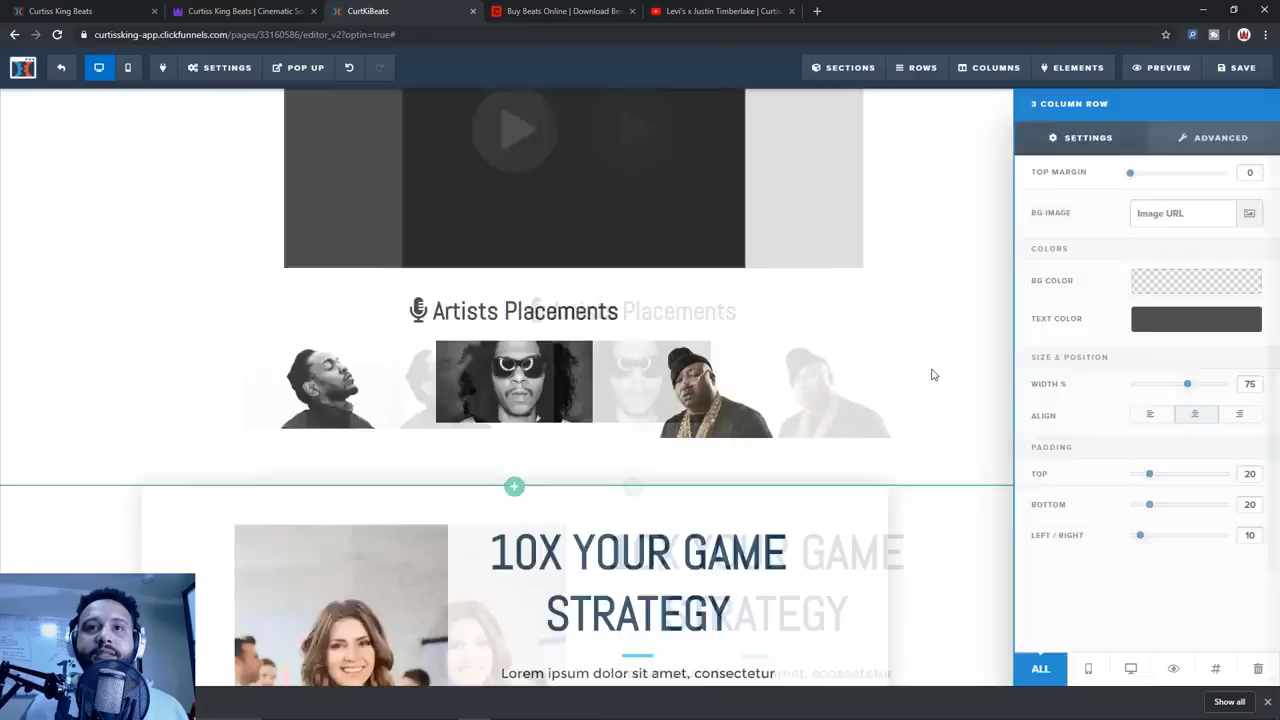 Curtiss King Beats
Curtiss King Beats | Cinematic So
CurtKiBeats
Buy Beats Online | Download Be
Levi's x Justin Timberlake | Curtis
curtissking-app.clickfunnels.com/pages/33160586/editor_v2?optin=true#
SETTINGS
POP UP
SECTIONS
ROWS
COLUMNS
ELEMENTS
PREVIEW
SAVE
3 COLUMN ROW
SETTINGS
ADVANCED
TOP MARGIN
0
BG IMAGE
Image URL
COLORS
BG COLOR
TEXT COLOR
SIZE & POSITION
WIDTH %
75
ALIGN
PADDING
TOP
20
BOTTOM
20
LEFT / RIGHT
10
ALL
Artists Placements
10X YOUR GAME
STRATEGY
Lorem ipsum dolor sit amet, consectetur
Show all